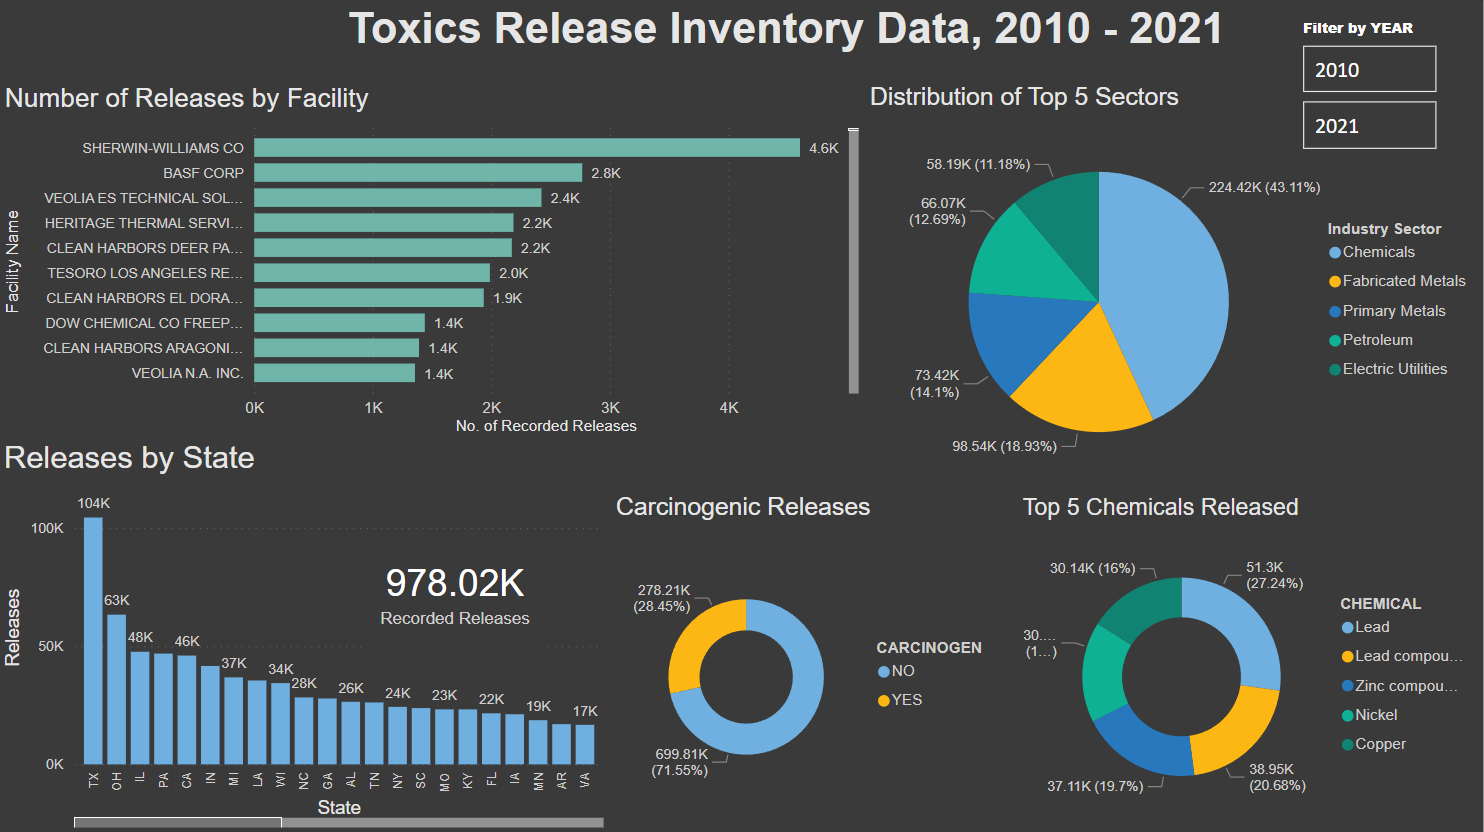 Toxics Release Inventory Data, 2010 - 2021
Filter by YEAR
2010
2021
Number of Releases by Facility
Facility Name
SHERWIN-WILLIAMS CO
4.6K
BASF CORP
2.8K
VEOLIA ES TECHNICAL SOL...
2.4K
HERITAGE THERMAL SERVI...
2.2K
CLEAN HARBORS DEER PA...
2.2K
TESORO LOS ANGELES RE...
2.0K
CLEAN HARBORS EL DORA...
1.9K
DOW CHEMICAL CO FREEP...
1.4K
CLEAN HARBORS ARAGONI...
1.4K
VEOLIA N.A. INC.
1.4K
0K 1K 2K 3K 4K
No. of Recorded Releases
Distribution of Top 5 Sectors
58.19K (11.18%)
224.42K (43.11%)
66.07K
(12.69%)
73.42K
(14.1%)
98.54K (18.93%)
Industry Sector
Chemicals
Fabricated Metals
Primary Metals
Petroleum
Electric Utilities
Releases by State
Releases
100K
50K
0K
104K
63K
48K
46K
37K
34K
28K
26K
24K
23K
22K
19K
17K
978.02K
Recorded Releases
TX OH IL PA CA IN MI LA WI NC GA AL TN NY SC MO KY FL IA MN AR VA
State
Carcinogenic Releases
278.21K
(28.45%)
699.81K
(71.55%)
CARCINOGEN
NO
YES
Top 5 Chemicals Released
30.14K (16%)
51.3K
(27.24%)
30....
(1...)
37.11K (19.7%)
38.95K
(20.68%)
CHEMICAL
Lead
Lead compou...
Zinc compou...
Nickel
Copper